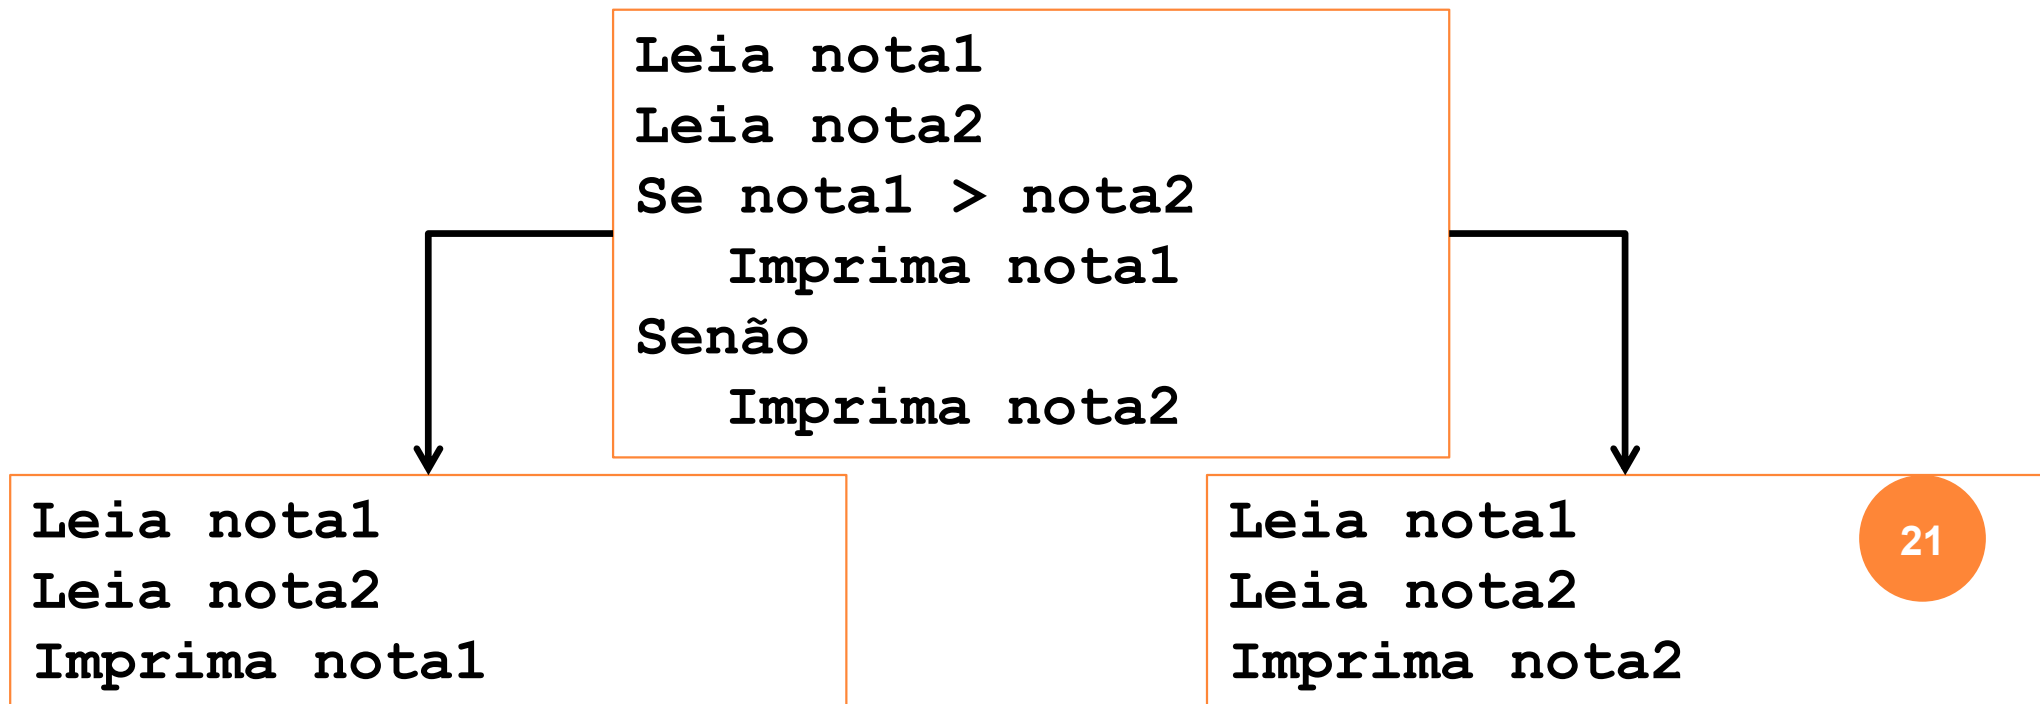 Leia nota1
Leia nota2
Se nota1 > nota2
Imprima nota1
Senão
Imprima nota2
Leia nota1
Leia nota2
Imprima nota1
Leia nota1
Leia nota2
Imprima nota2
21